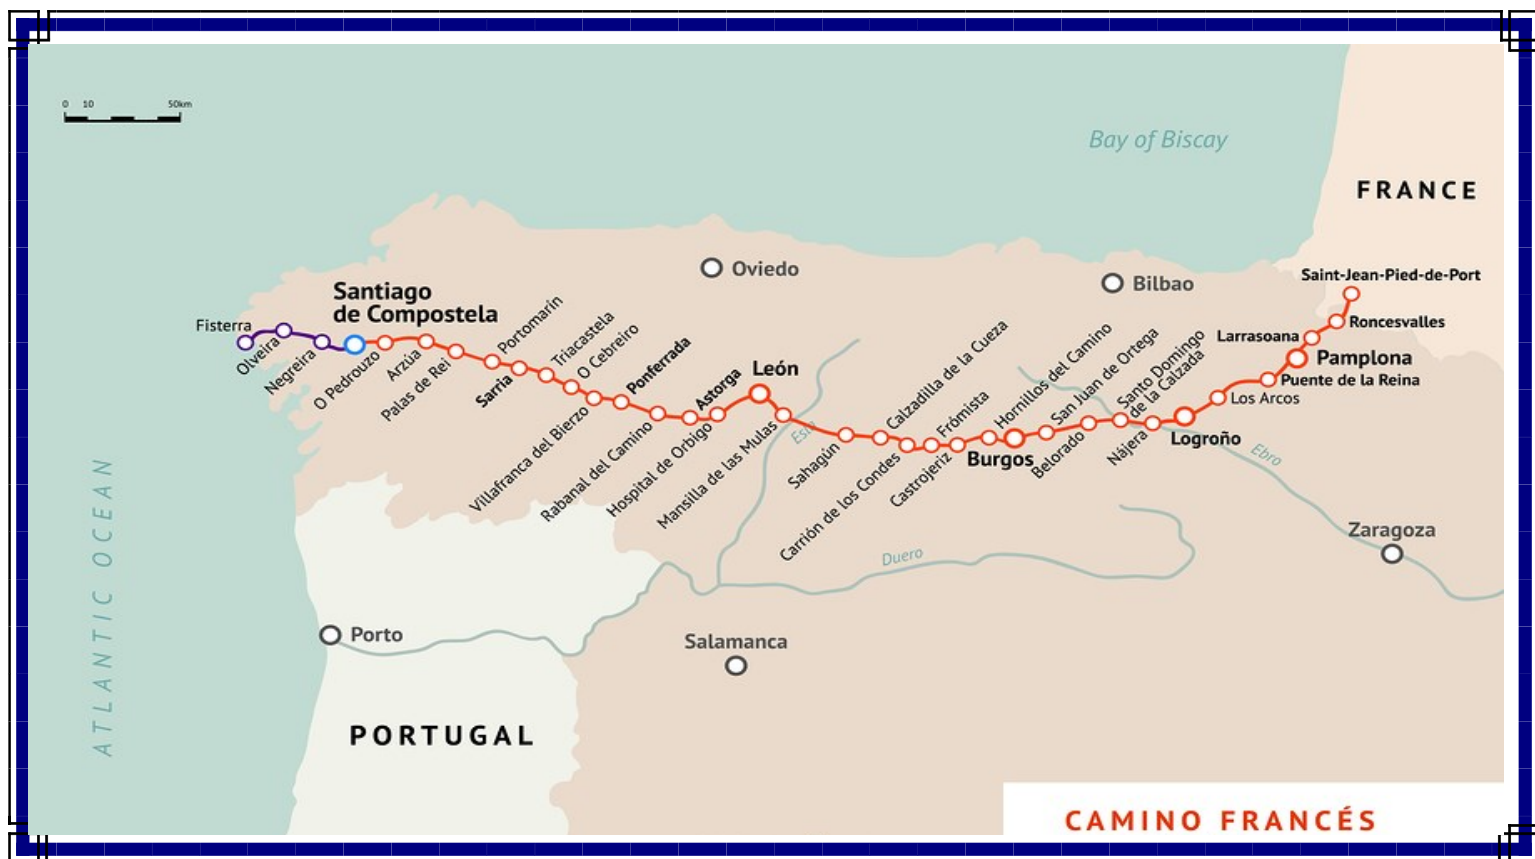 0 10 50km
Bay of Biscay
FRANCE
Oviedo
Bilbao
Saint-Jean-Pied-de-Port
Santiago
de Compostela
Fisterra
Olveira
Negreira
O Pedrouzo
Arzúa
Palas de Rei
Portomarín
Sarria
Triacastela
O Cebreiro
Villafranca del Bierzo
Ponferrada
Rabanal del Camino
Hospital de Orbigo
Astorga
León
Mansilla de las Mulas
Esla
Sahagún
Calzadilla de la Cueza
Carrión de los Condes
Frómista
Castrojeriz
Hornillos del Camino
Burgos
San Juan de Ortega
Belorado
Santo Domingo
de la Calzada
Nájera
Logroño
Los Arcos
Puente de la Reina
Pamplona
Larrasoana
Roncesvalles
Ebro
Zaragoza
Duero
ATLANTIC OCEAN
Porto
Salamanca
PORTUGAL
CAMINO FRANCÉS